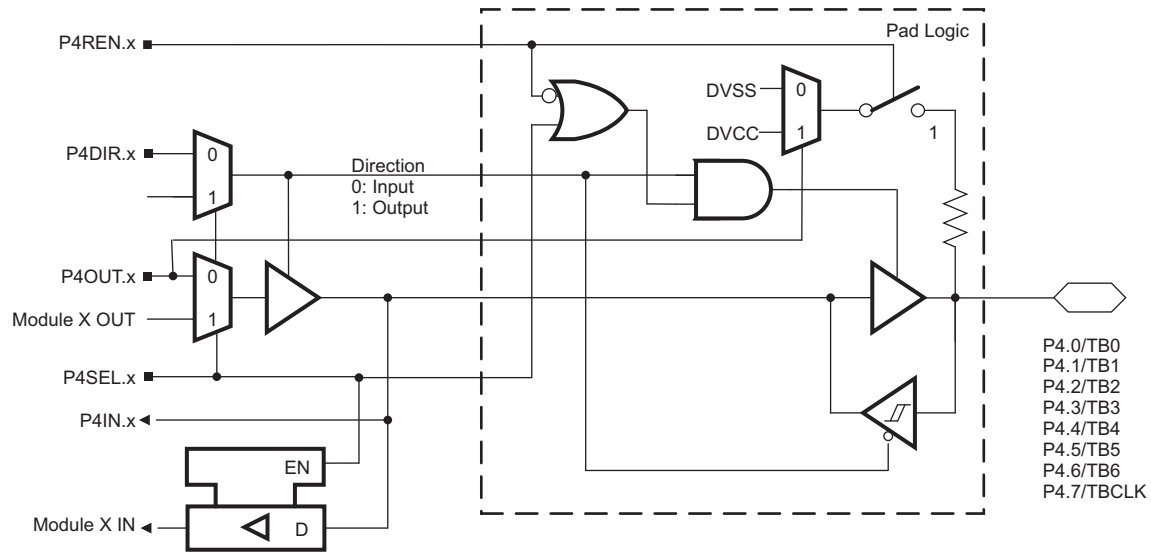 Pad Logic
P4REN.x
DVSS
0
DVCC
1
1
P4DIR.x
0
1
Direction
0: Input
1: Output
P4OUT.x
0
Module X OUT
1
P4SEL.x
P4IN.x
EN
Module X IN
D
P4.0/TB0
P4.1/TB1
P4.2/TB2
P4.3/TB3
P4.4/TB4
P4.5/TB5
P4.6/TB6
P4.7/TBCLK